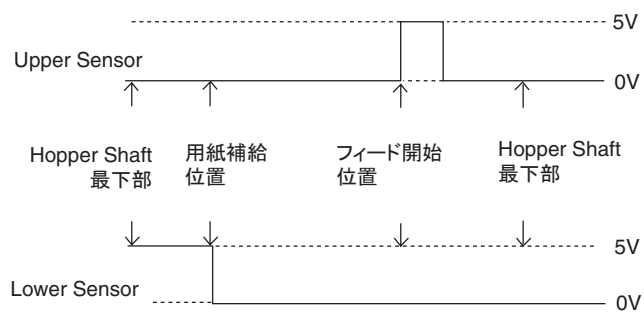 5V
Upper Sensor
0V
Hopper Shaft
最下部
用紙補給
位置
フィード開始
位置
Hopper Shaft
最下部
5V
Lower Sensor
0V